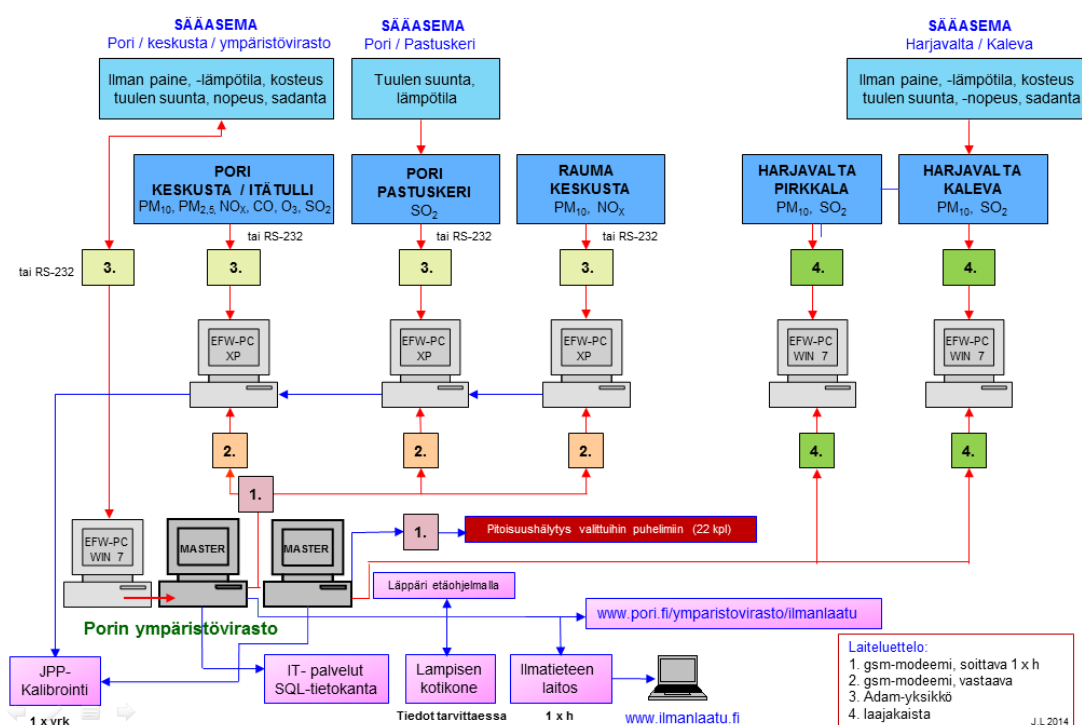 SÄÄASEMA
Pori / keskusta / ympäristövirasto
SÄÄASEMA
Pori / Pastuskeri
SÄÄASEMA
Harjavalta / Kaleva
Ilman paine, -lämpötila, kosteus
tuulen suunta, nopeus, sadanta
Tuulen suunta,
lämpötila
Ilman paine, -lämpötila, kosteus
tuulen suunta, -nopeus, sadanta
PORI
KESKUSTA / ITÄTULLI
PM10, PM2,5, NOX, CO, O3, SO2
PORI
PASTUSKERI
SO2
RAUMA
KESKUSTA
PM10, NOX
HARJAVALTA
PIRKKALA
PM10, SO2
HARJAVALTA
KALEVA
PM10, SO2
tai RS-232
tai RS-232
tai RS-232
tai RS-232
3.
3.
3.
3.
4.
4.
EFW-PC
XP
EFW-PC
XP
EFW-PC
XP
EFW-PC
WIN 7
EFW-PC
WIN 7
2.
2.
2.
4.
4.
1.
EFW-PC
WIN 7
MASTER
MASTER
1.
Pitoisuushälytys valittuihin puhelimiin (22 kpl)
Porin ympäristövirasto
Läppäri etäohjelmalla
www.pori.fi/ymparistovirasto/ilmanlaatu
JPP-
Kalibrointi
1 x vrk
IT- palvelut
SQL-tietokanta
Lampisen
kotikone
Tiedot tarvittaessa
Ilmatieteen
laitos
1 x h
www.ilmanlaatu.fi
Laiteluettelo:
1. gsm-modeemi, soittava 1 x h
2. gsm-modeemi, vastaava
3. Adam-yksikkö
4. laajakaista
J.L 2014